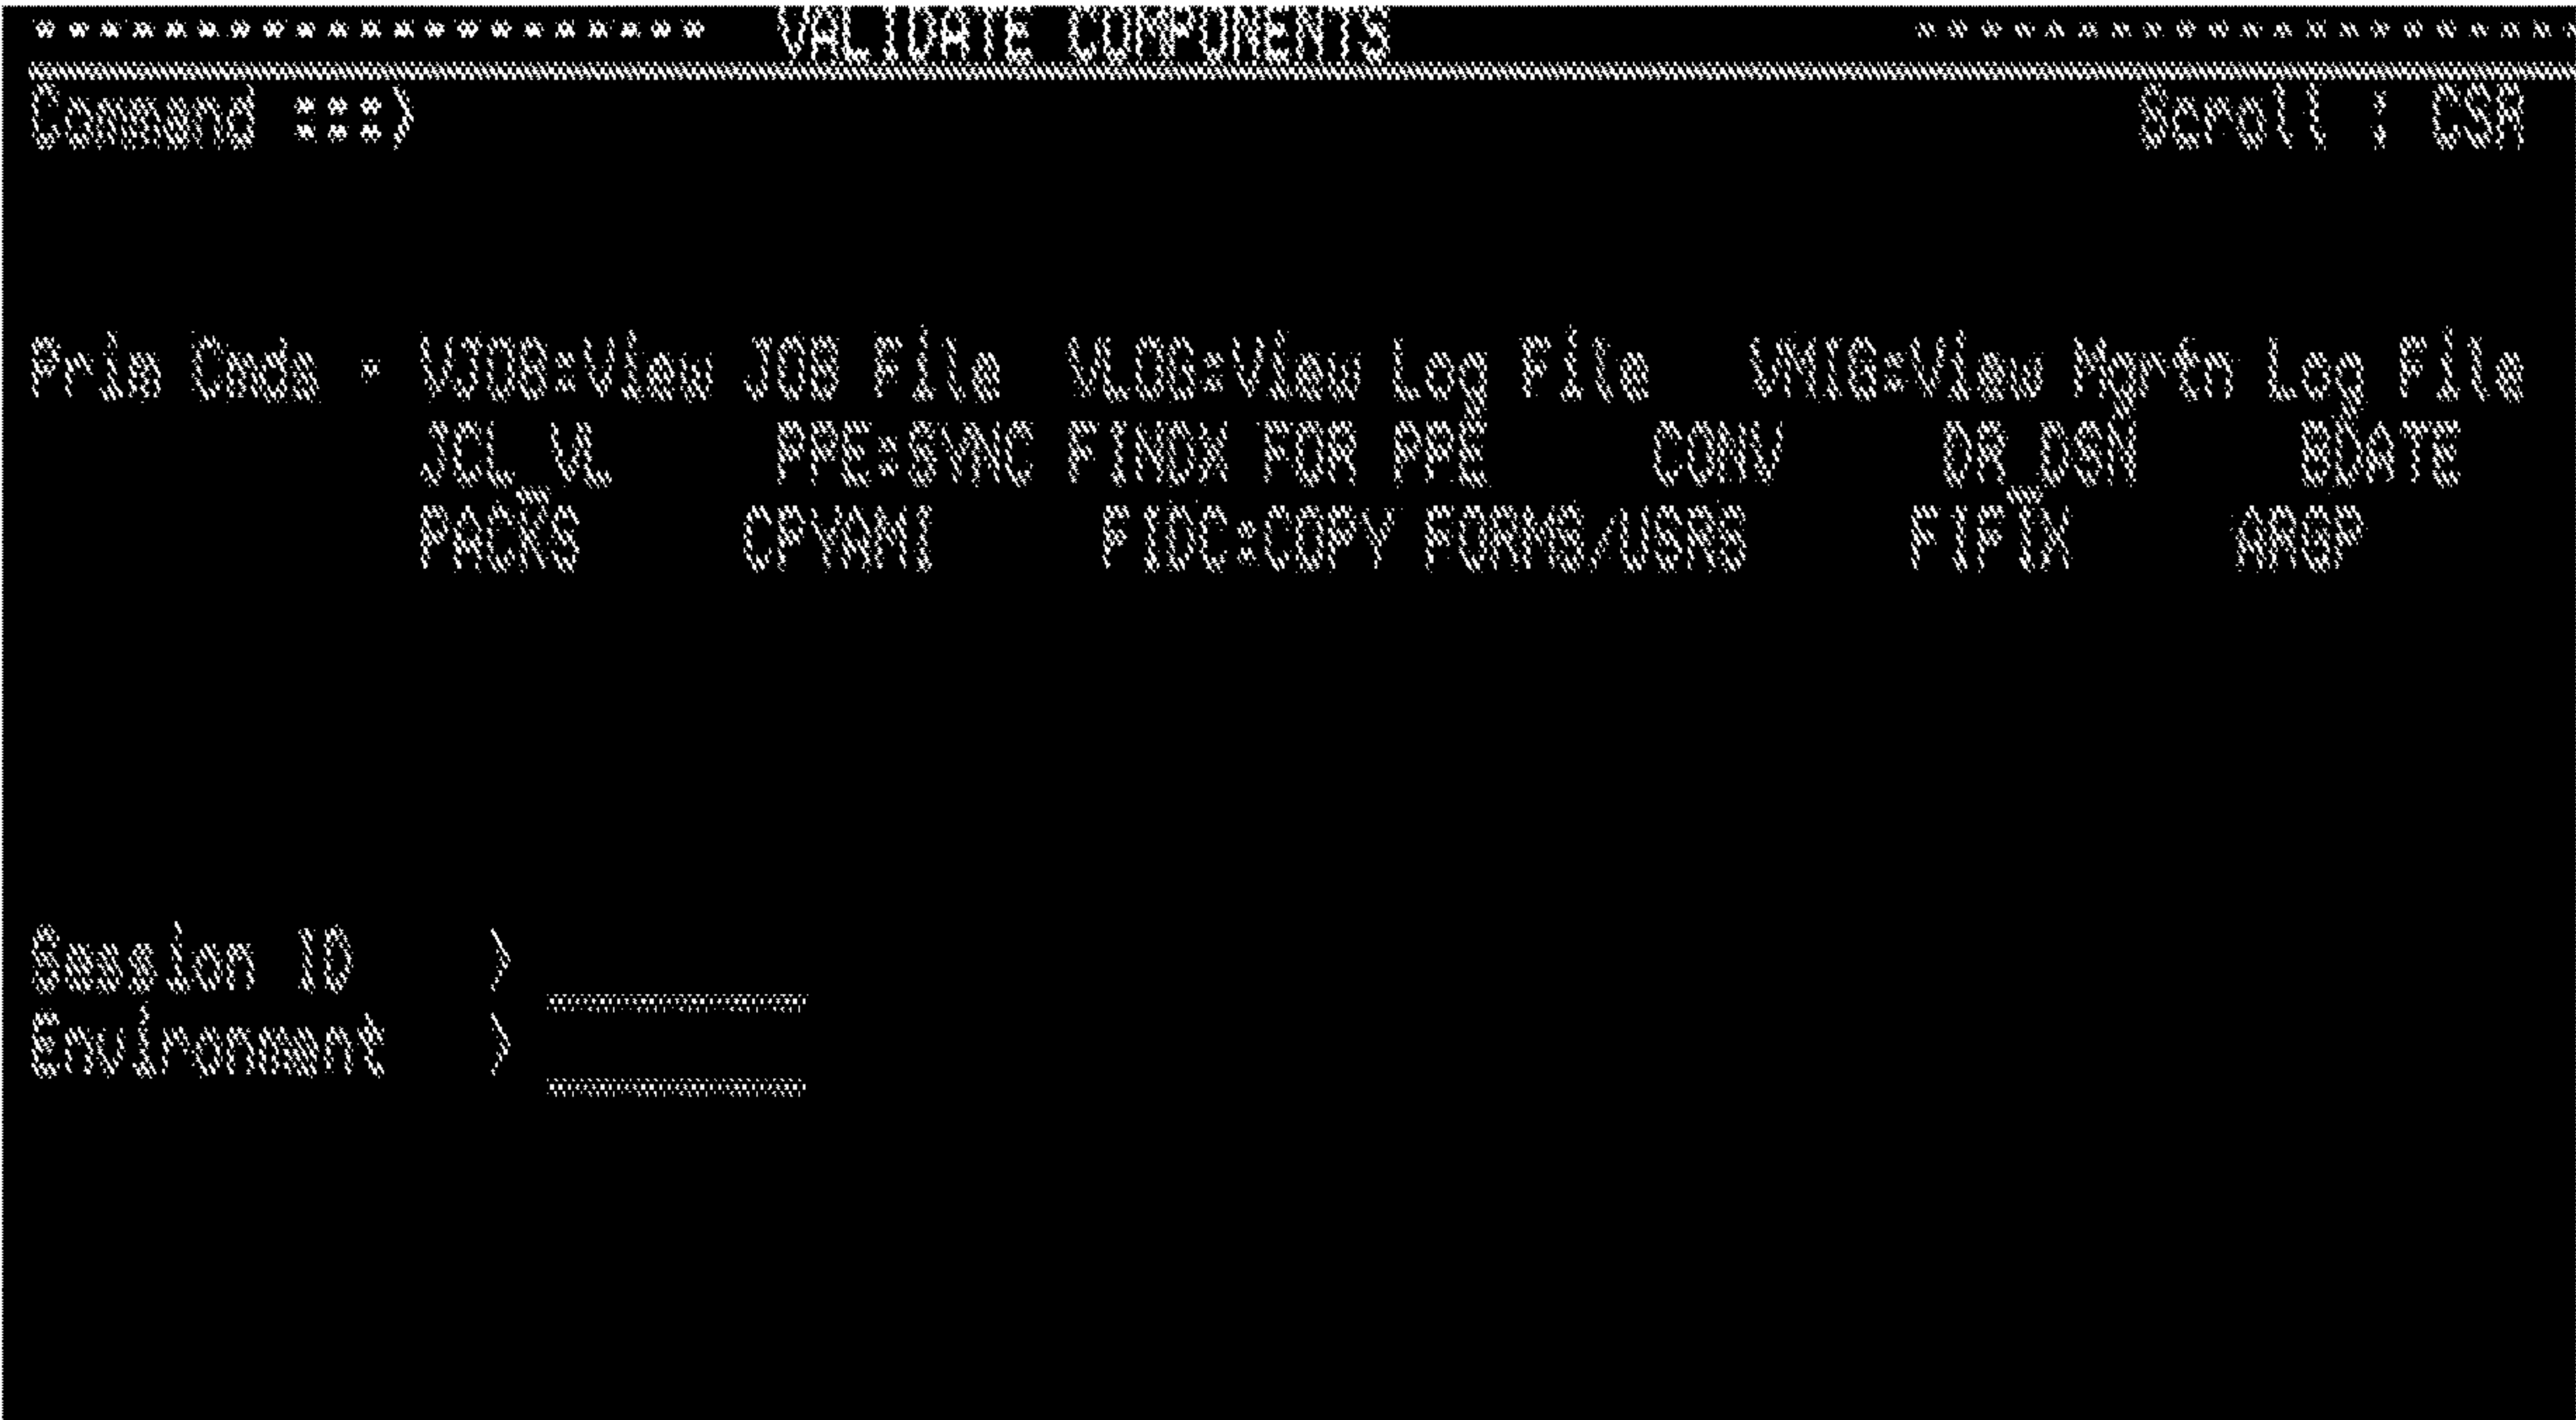 ********************* VALIDATE COMPONENTS *********************
Command ===> Scroll : CSR
Prim Cmds - VJOB:View JOB File VLOG:View Log File VMIG:View Mgrtn Log File
JCL_VL PPE:SYNC FINDX FOR PPE CONV DR_DSN BDATE
PACKS CPYAMI FIDC:COPY FORMS/USRS FIFIX ARGP
Session ID >
Environment >